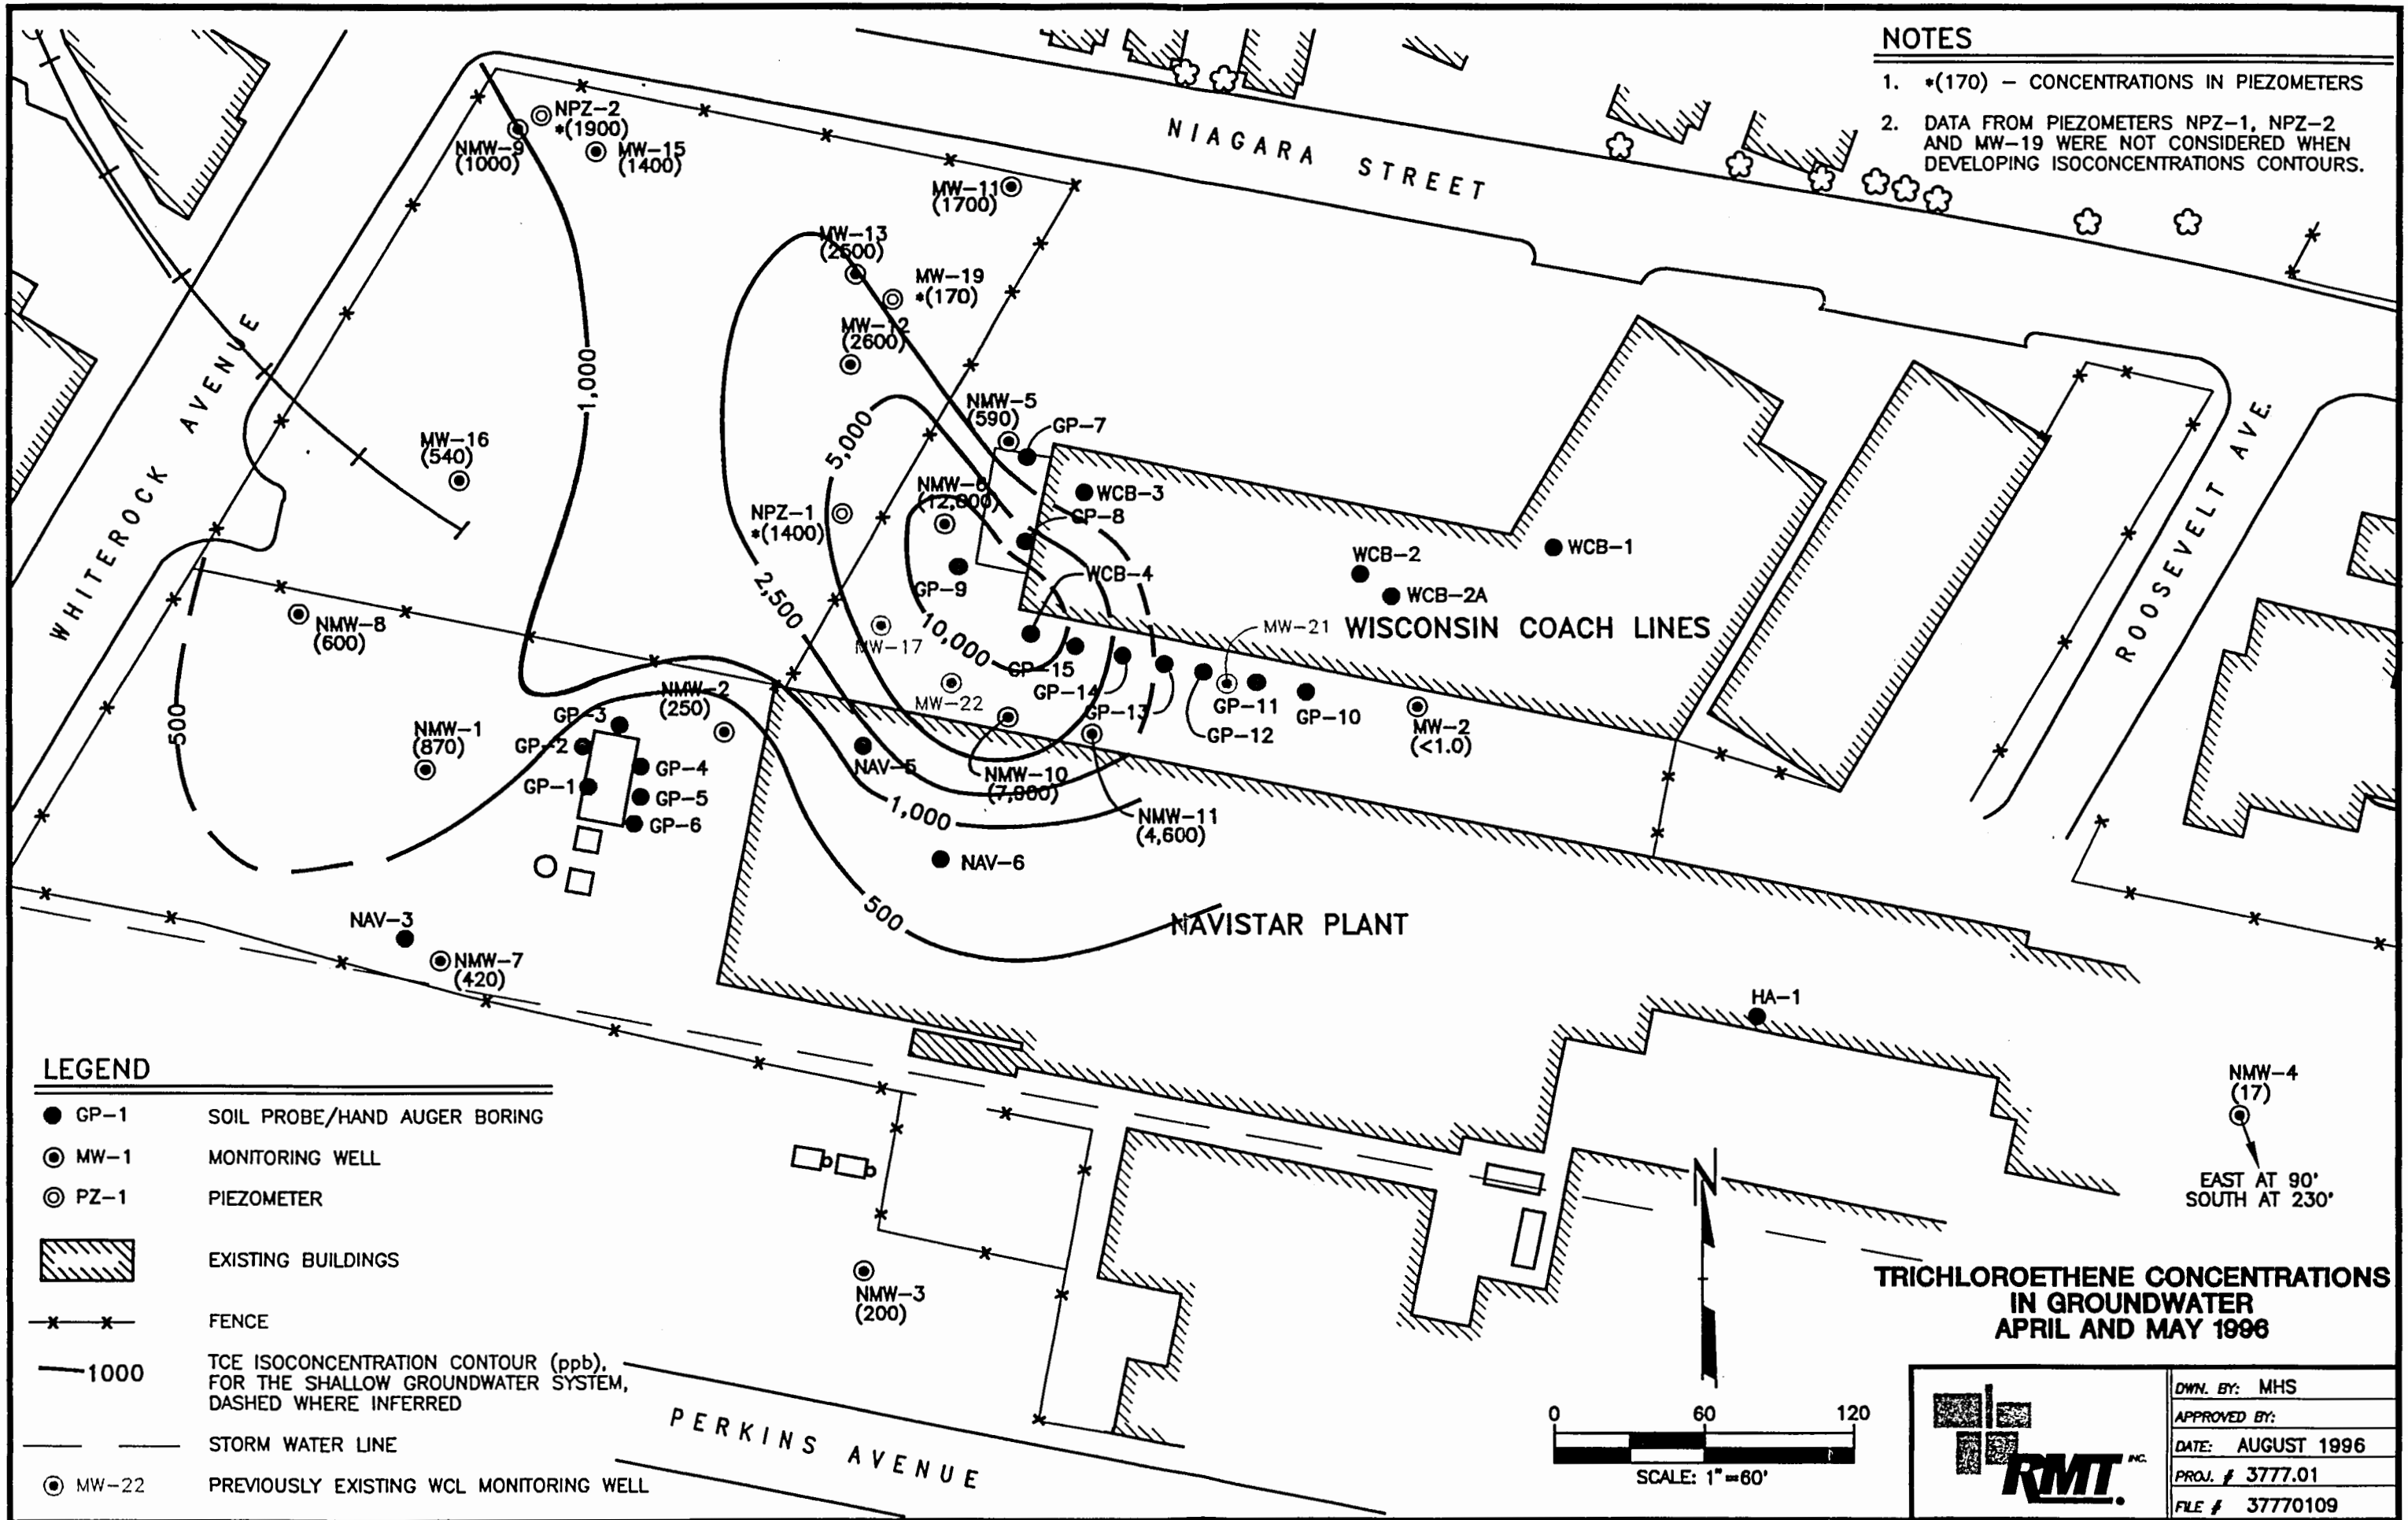 NOTES
1. *(170) – CONCENTRATIONS IN PIEZOMETERS
2. DATA FROM PIEZOMETERS NPZ-1, NPZ-2
AND MW-19 WERE NOT CONSIDERED WHEN
DEVELOPING ISOCONCENTRATIONS CONTOURS.
NIAGARA STREET
WHITEROCK AVENUE
ROOSEVELT AVE.
PERKINS AVENUE
NPZ-2
*(1900)
NMW-9
(1000)
MW-15
(1400)
MW-11
(1700)
MW-13
(2500)
MW-19
*(170)
MW-12
(2600)
1,000
NMW-5
(590)
GP-7
5,000
MW-16
(540)
NMW-6
(12,000)
WCB-3
GP-8
NPZ-1
*(1400)
WCB-2
WCB-1
WCB-4
GP-9
WCB-2A
2,500
10,000
NMW-8
(600)
MW-17
MW-21
WISCONSIN COACH LINES
GP-15
GP-14
MW-22
GP-13
GP-12
GP-11
GP-10
MW-2
(<1.0)
NMW-2
(250)
500
NMW-1
(870)
GP-3
GP-2
GP-1
GP-4
GP-5
GP-6
NAV-5
NMW-10
(7,900)
1,000
NMW-11
(4,600)
NAV-6
500
NAVISTAR PLANT
NAV-3
NMW-7
(420)
HA-1
NMW-4
(17)
EAST AT 90'
SOUTH AT 230'
NMW-3
(200)
N
LEGEND
GP-1 SOIL PROBE/HAND AUGER BORING
MW-1 MONITORING WELL
PZ-1 PIEZOMETER
EXISTING BUILDINGS
FENCE
1000 TCE ISOCONCENTRATION CONTOUR (ppb),
FOR THE SHALLOW GROUNDWATER SYSTEM,
DASHED WHERE INFERRED
STORM WATER LINE
MW-22 PREVIOUSLY EXISTING WCL MONITORING WELL
0 60 120
SCALE: 1"=60'
TRICHLOROETHENE CONCENTRATIONS
IN GROUNDWATER
APRIL AND MAY 1996
RMT INC.
DWN. BY: MHS
APPROVED BY:
DATE: AUGUST 1996
PROJ. # 3777.01
FILE # 37770109